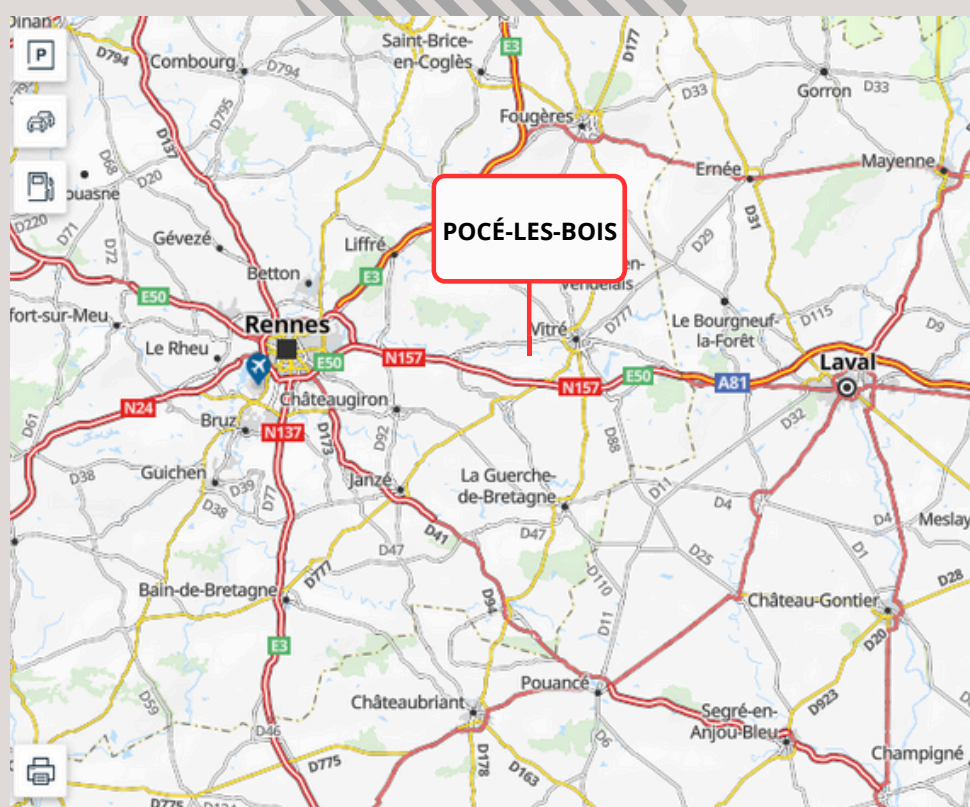 Dinan
D794
Combourg
D794
Saint-Brice-
en-Coglès
E3
D177
D33
Gorron
D33
P
D795
D137
Fougères
Ernée
Mayenne
D68
D20
ouasne
D220
D71
D72
Gévezé
Liffré
POCÉ-LES-BOIS
D31
D29
Betton
E3
en-
Vendelais
E50
fort-sur-Meu
Rennes
Le Rheu
E50
N157
Vitré
D777
Le Bourgneuf-
la-Forêt
D115
D9
Laval
N157
E50
A81
N24
Châteaugiron
D61
Bruz
N137
D173
D92
D88
D32
D38
Guichen
D39
D77
D38
Janzé
La Guerche-
de-Bretagne
D11
D4
D4
Meslay
D41
D47
D47
D25
D1
D777
Bain-de-Bretagne
D94
D110
D11
Château-Gontier
D28
D20
E3
D59
D46
Châteaubriant
Pouancé
D923
Segré-en-
Anjou-Bleu
D6
Champigné
D775
D178
D163
D775